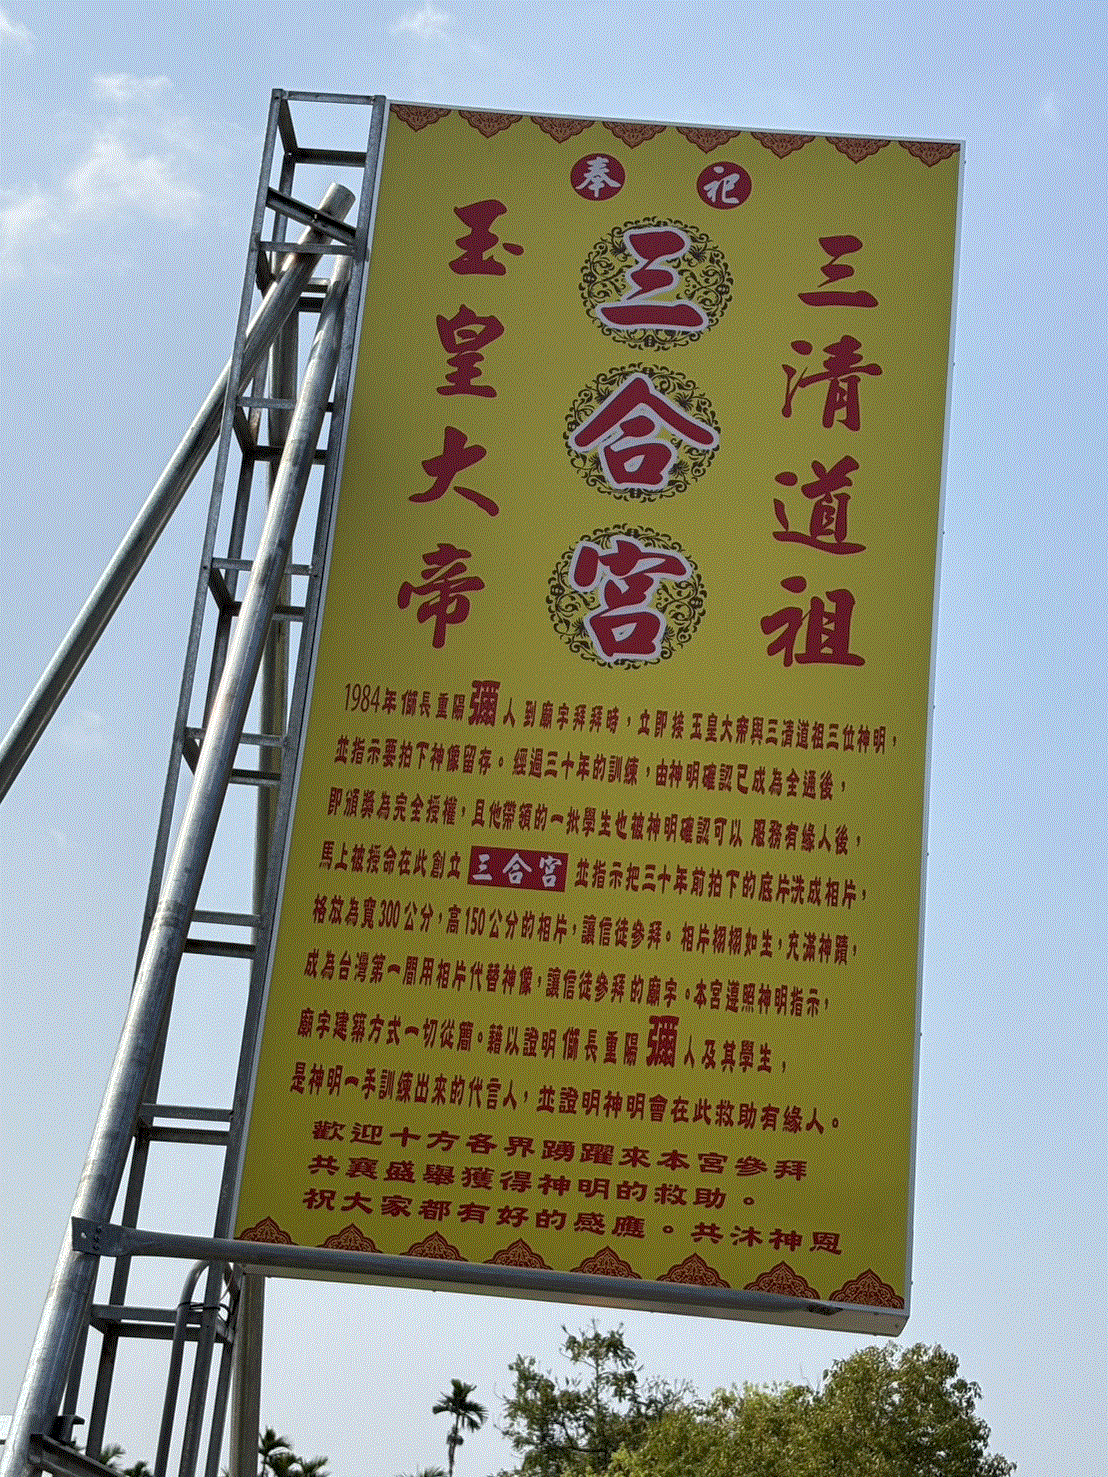 奉祀
三清道祖
三合宮
玉皇大帝
1984年師長重陽彌人 到廟宇拜拜時，立即接 玉皇大帝與三清道祖三位神明，
並指示要拍下神像留存。經過三十年的訓練，由神明確認已成為全通後，
即頒獎為完全授權，且他帶領的一批學生也被神明確認可以 服務有緣人後，
馬上被授命在此創立 三合宮 並指示把三十年前拍下的底片洗成相片，
格放為寬300公分，高150公分的相片，讓信徒參拜。相片栩栩如生，充滿神蹟，
成為台灣第一間用相片代替神像，讓信徒參拜的廟宇。本宮遵照神明指示，
廟宇建築方式一切從簡。藉以證明 師長重陽彌人及其學生，
是神明一手訓練出來的代言人，並證明神明會在此救助有緣人。
歡迎十方各界踴躍來本宮參拜
共襄盛舉獲得神明的救助。
祝大家都有好的感應。共沐神恩